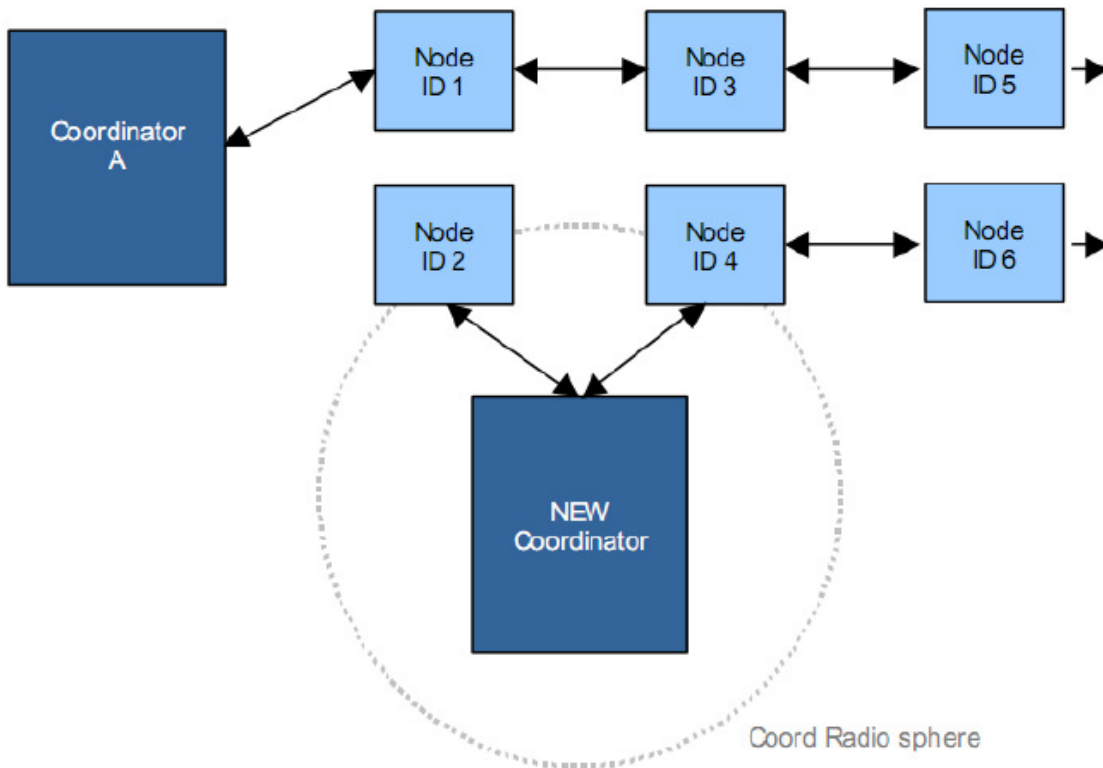 Coordinator
A
Node
ID 1
Node
ID 3
Node
ID 5
Node
ID 2
Node
ID 4
Node
ID 6
NEW
Coordinator
Coord Radio sphere